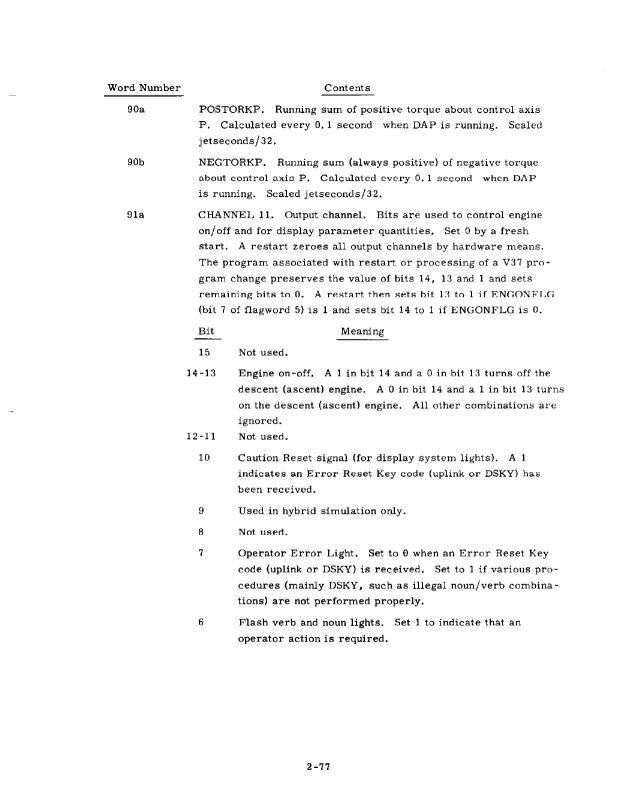 Word Number Contents
90a POSTORKP. Running sum of positive torque about control axis
P. Calculated every 0.1 second when DAP is running. Scaled
jetseconds/32.
90b NEGTORKP. Running sum (always positive) of negative torque
about control axis P. Calculated every 0.1 second when DAP
is running. Scaled jetseconds/32.
91a CHANNEL 11. Output channel. Bits are used to control engine
on/off and for display parameter quantities. Set 0 by a fresh
start. A restart zeroes all output channels by hardware means.
The program associated with restart or processing of a V37 pro-
gram change preserves the value of bits 14, 13 and 1 and sets
remaining bits to 0. A restart then sets bit 13 to 1 if ENGONFLG
(bit 7 of flagword 5) is 1 and sets bit 14 to 1 if ENGONFLG is 0.
Bit Meaning
15 Not used.
14-13 Engine on-off. A 1 in bit 14 and a 0 in bit 13 turns off the
descent (ascent) engine. A 0 in bit 14 and a 1 in bit 13 turns
on the descent (ascent) engine. All other combinations are
ignored.
12-11 Not used.
10 Caution Reset signal (for display system lights). A 1
indicates an Error Reset Key code (uplink or DSKY) has
been received.
9 Used in hybrid simulation only.
8 Not used.
7 Operator Error Light. Set to 0 when an Error Reset Key
code (uplink or DSKY) is received. Set to 1 if various pro-
cedures (mainly DSKY, such as illegal noun/verb combina-
tions) are not performed properly.
6 Flash verb and noun lights. Set 1 to indicate that an
operator action is required.
2-77